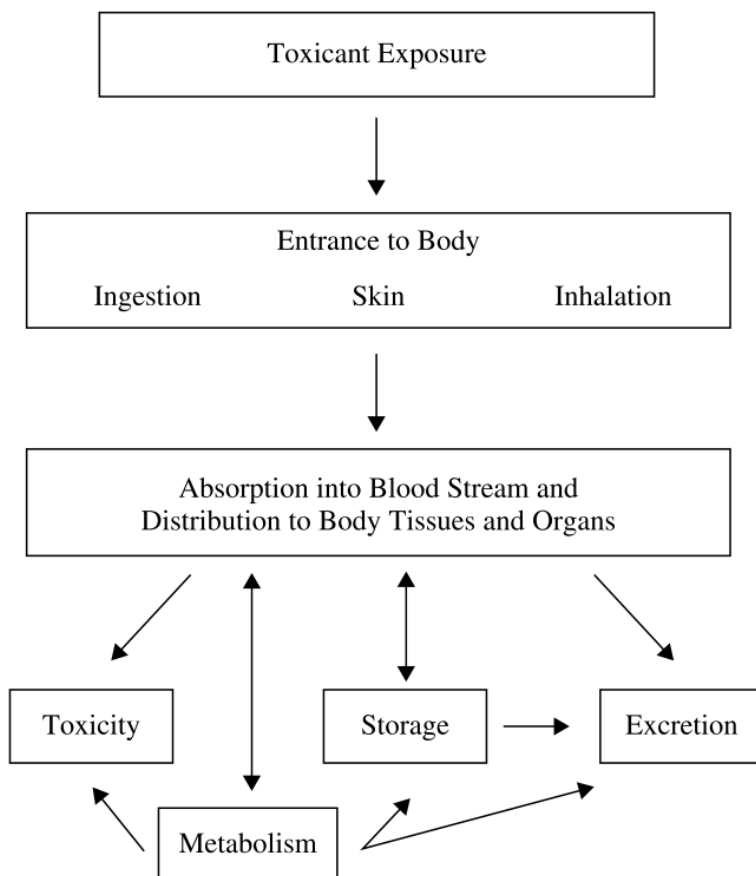 Toxicant Exposure
Entrance to Body
Ingestion Skin Inhalation
Absorption into Blood Stream and
Distribution to Body Tissues and Organs
Toxicity Storage Excretion
Metabolism